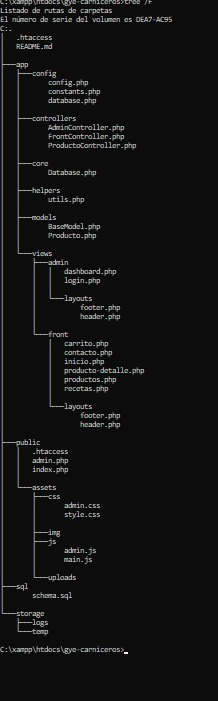 C:\xampp\htdocs\gye-carniceros>tree /F
Listado de rutas de carpetas
El número de serie del volumen es DEA7-AC95
C:.
│   .htaccess
│   README.md
│
├───app
│   ├───config
│   │       config.php
│   │       constants.php
│   │       database.php
│   │
│   ├───controllers
│   │       AdminController.php
│   │       FrontController.php
│   │       ProductoController.php
│   │
│   ├───core
│   │       Database.php
│   │
│   ├───helpers
│   │       utils.php
│   │
│   ├───models
│   │       BaseModel.php
│   │       Producto.php
│   │
│   └───views
│       ├───admin
│       │   │   dashboard.php
│       │   │   login.php
│       │   │
│       │   └───layouts
│       │           footer.php
│       │           header.php
│       │
│       └───front
│           │   carrito.php
│           │   contacto.php
│           │   inicio.php
│           │   producto-detalle.php
│           │   productos.php
│           │   recetas.php
│           │
│           └───layouts
│                   footer.php
│                   header.php
│
├───public
│   │   .htaccess
│   │   admin.php
│   │   index.php
│   │
│   └───assets
│       ├───css
│       │       admin.css
│       │       style.css
│       │
│       ├───img
│       ├───js
│       │       admin.js
│       │       main.js
│       │
│       └───uploads
├───sql
│       schema.sql
│
└───storage
    ├───logs
    └───temp

C:\xampp\htdocs\gye-carniceros>